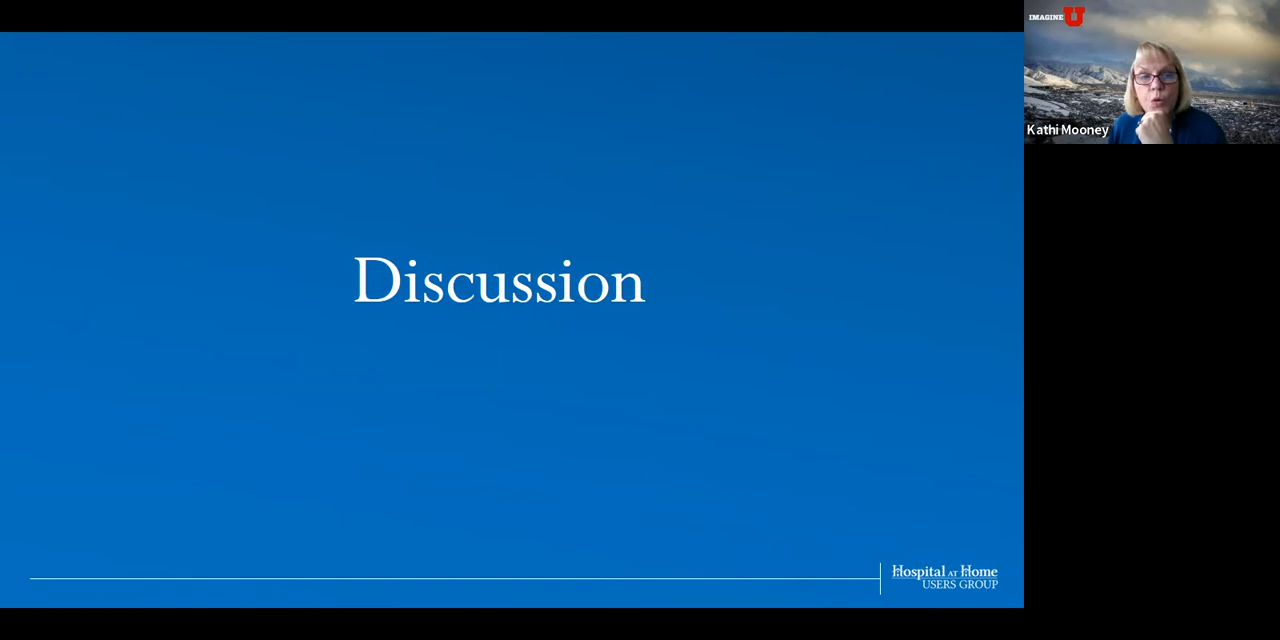 Discussion
Hospital AT Home
USERS GROUP
IMAGINE U
Kathi Mooney